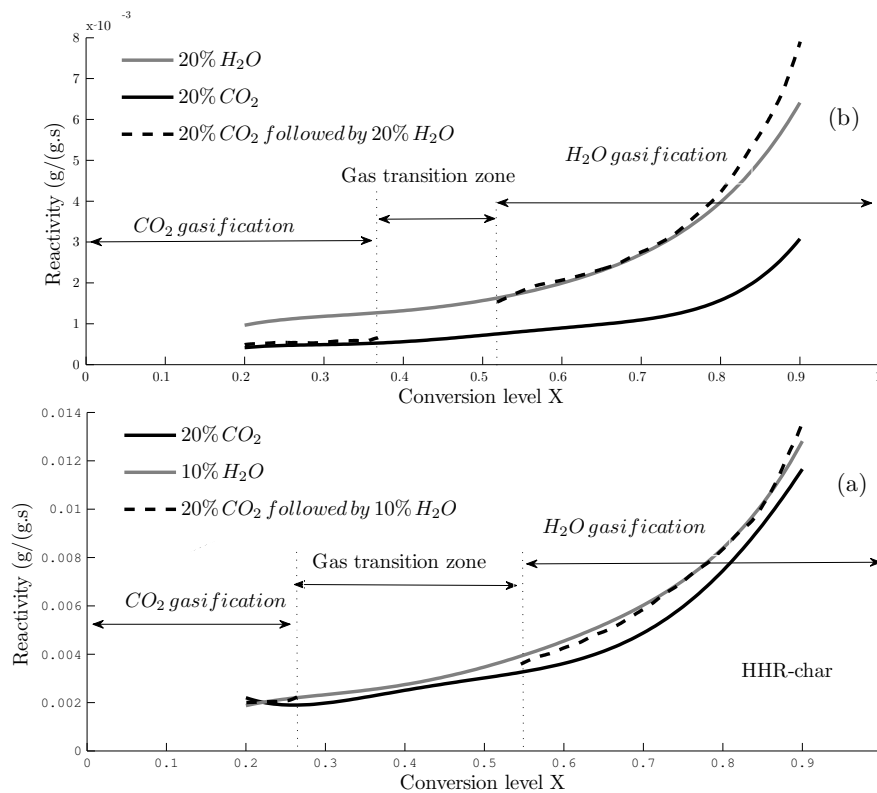 x·10 ⁻³
Reactivity (g/(g.s)
8
7
6
5
4
3
2
1
0
20% H₂O
20% CO₂
20% CO₂ followed by 20% H₂O
(b)
H₂O gasification
Gas transition zone
CO₂ gasification
0 0.1 0.2 0.3 0.4 0.5 0.6 0.7 0.8 0.9 1
Conversion level X
Reactivity (g/(g.s)
0.014
0.012
0.01
0.008
0.006
0.004
0.002
0
20% CO₂
10% H₂O
20% CO₂ followed by 10% H₂O
(a)
H₂O gasification
Gas transition zone
CO₂ gasification
HHR-char
0 0.1 0.2 0.3 0.4 0.5 0.6 0.7 0.8 0.9
Conversion level X